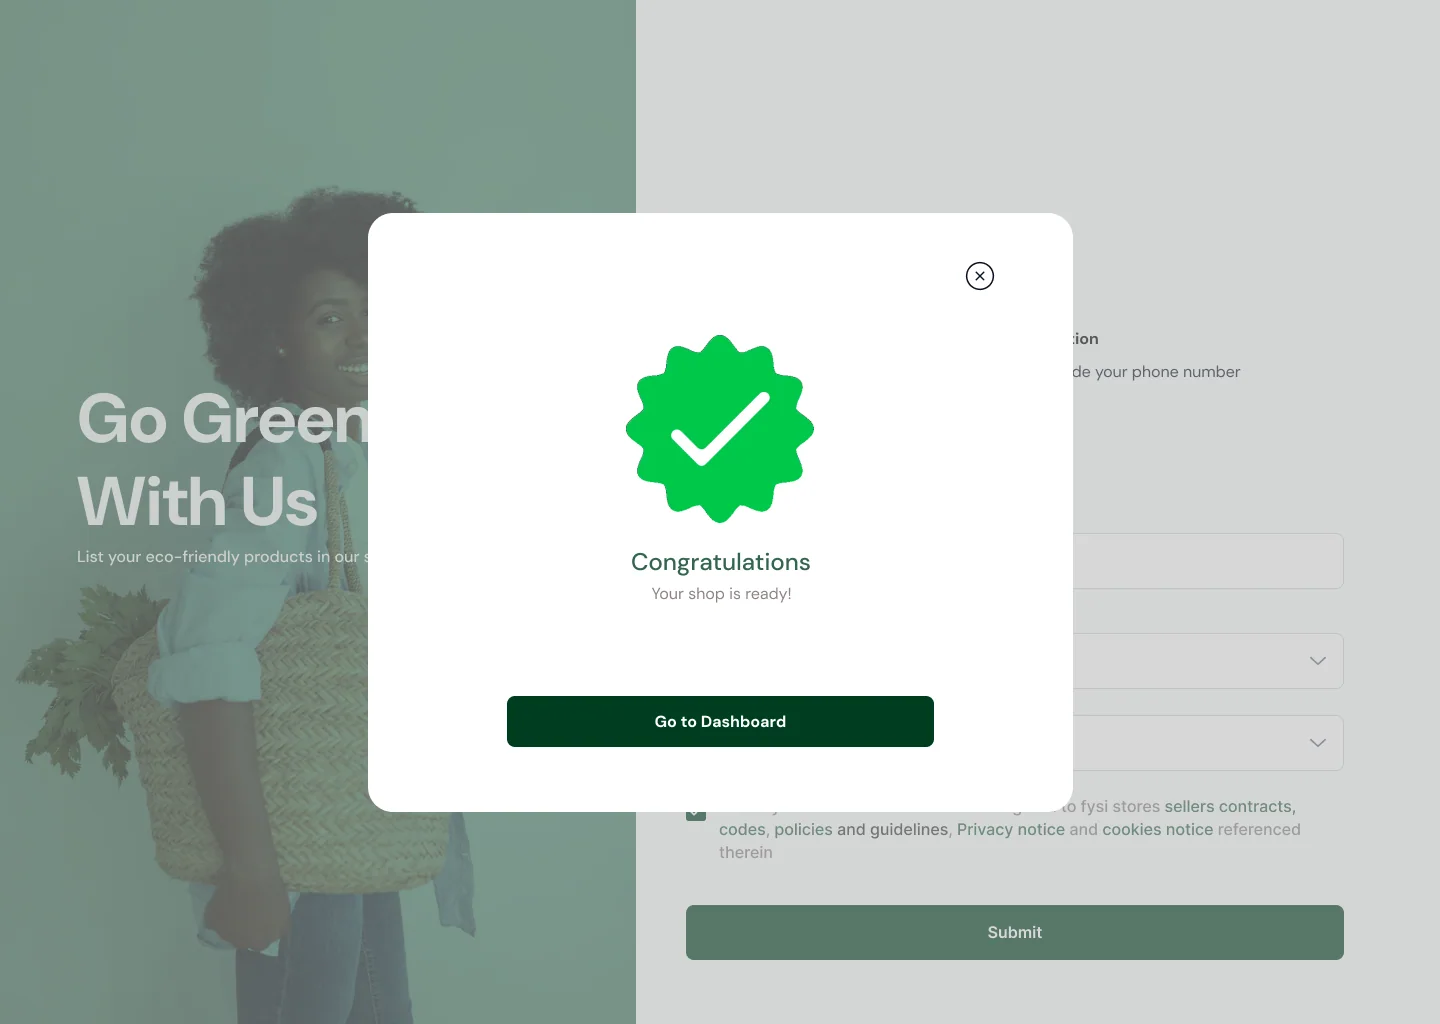 Go Green
With Us
List your eco-friendly products in our
Congratulations
Your shop is ready!
Go to Dashboard
your phone number
to fysi stores sellers contracts,
codes, policies and guidelines, Privacy notice and cookies notice referenced
therein
Submit